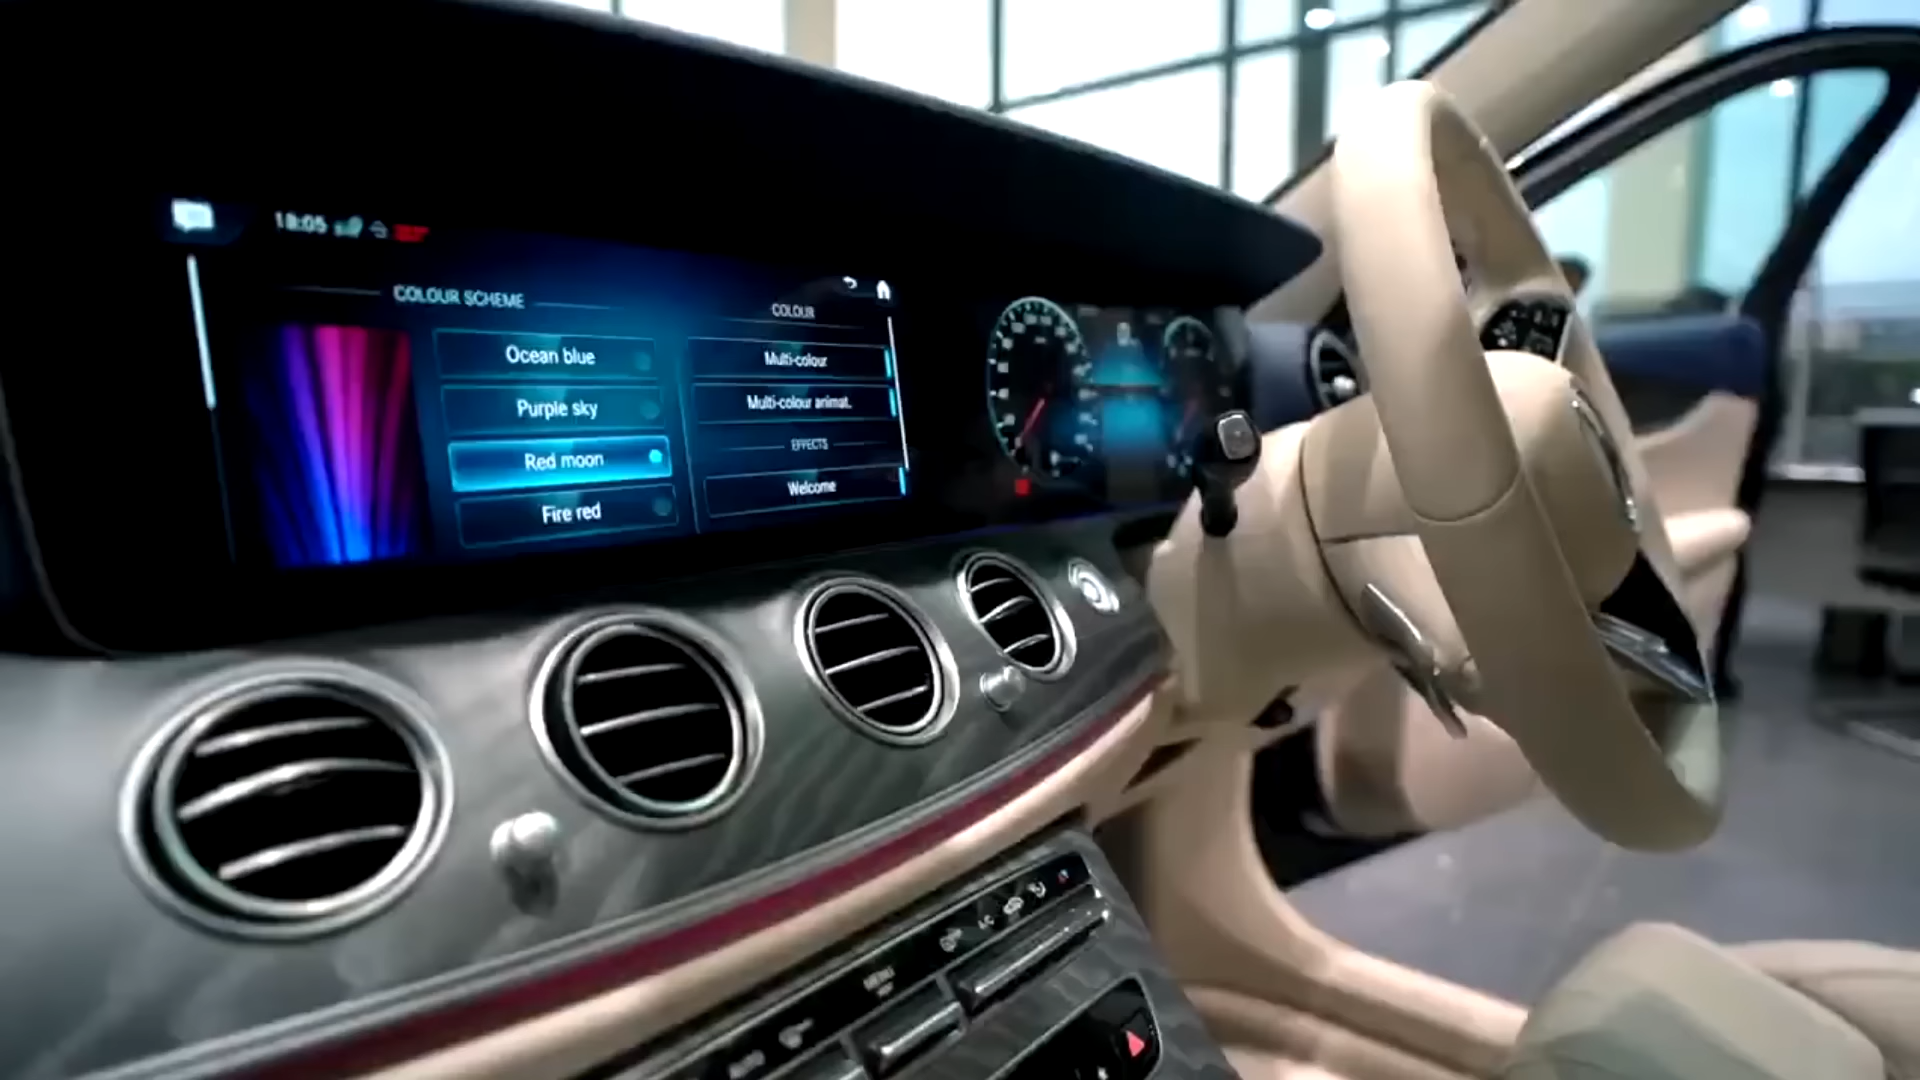 18:05
COLOUR SCHEME
Ocean blue
Purple sky
Red moon
Fire red
COLOUR
Multi-colour
Multi-colour animat.
EFFECTS
Welcome
MENU